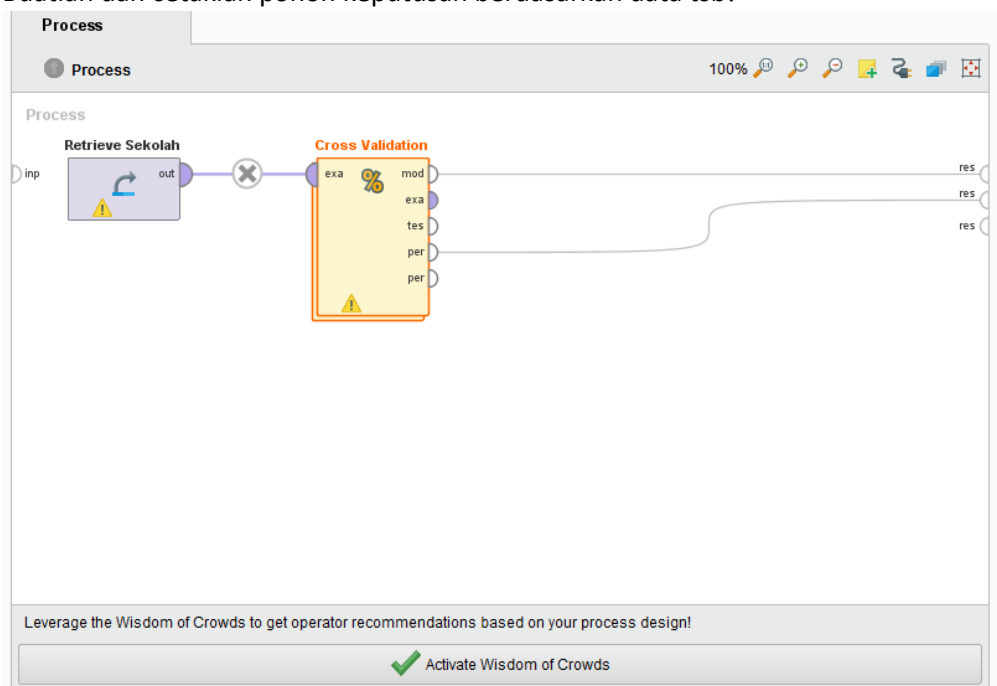 Process
Process
100%
Process
Retrieve Sekolah
Cross Validation
inp
out
exa
%
mod
res
exa
res
tes
res
per
per
Leverage the Wisdom of Crowds to get operator recommendations based on your process design!
Activate Wisdom of Crowds